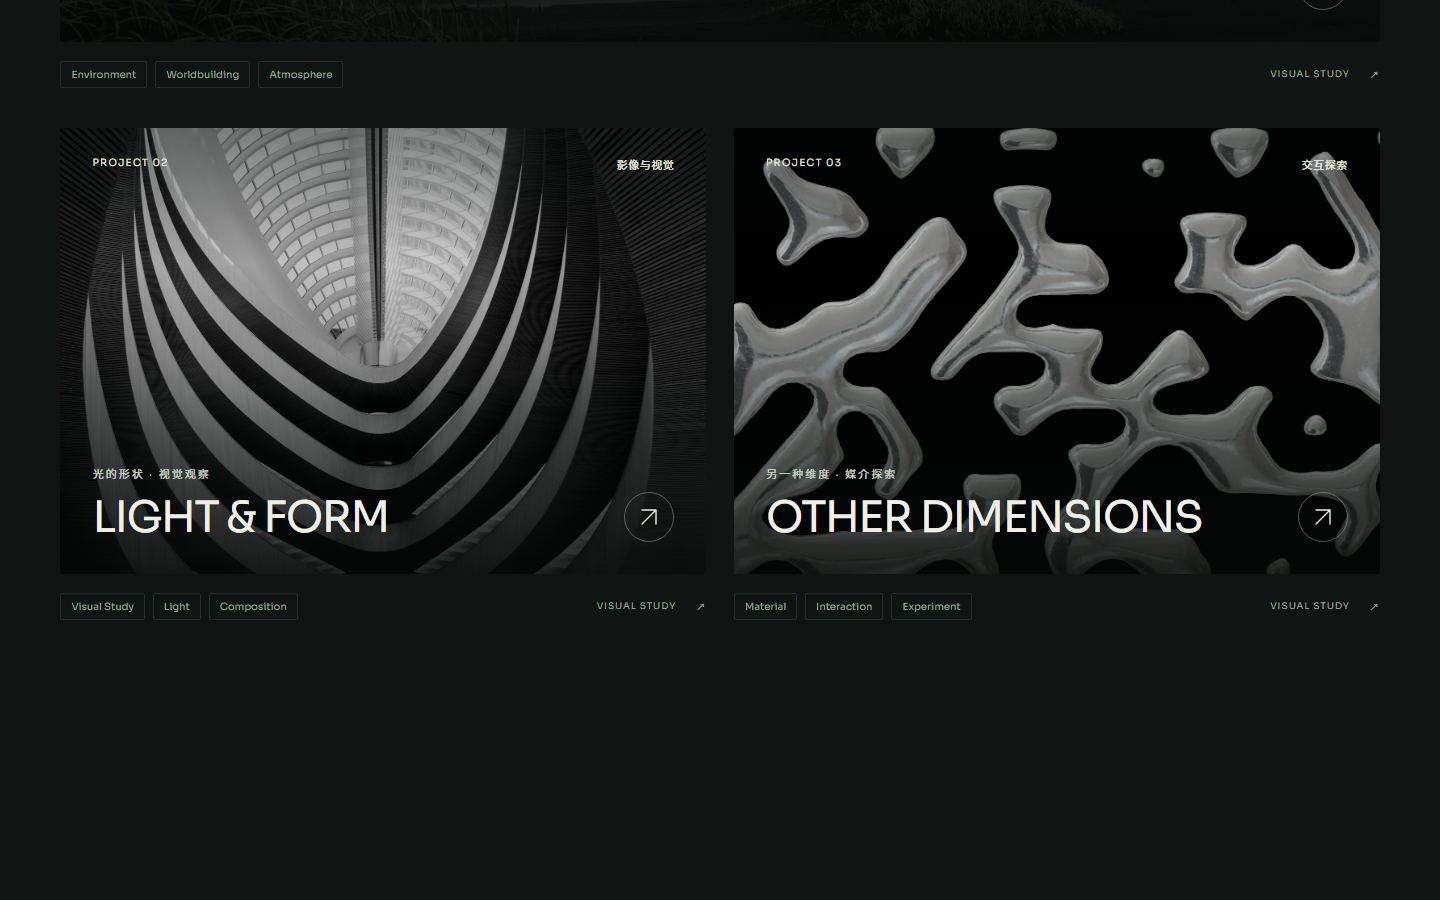 Environment
Worldbuilding
Atmosphere
VISUAL STUDY ↗
PROJECT 02
影像与视觉
光的形状 · 视觉观察
LIGHT & FORM
PROJECT 03
交互探索
另一种维度 · 媒介探索
OTHER DIMENSIONS
Visual Study
Light
Composition
VISUAL STUDY ↗
Material
Interaction
Experiment
VISUAL STUDY ↗